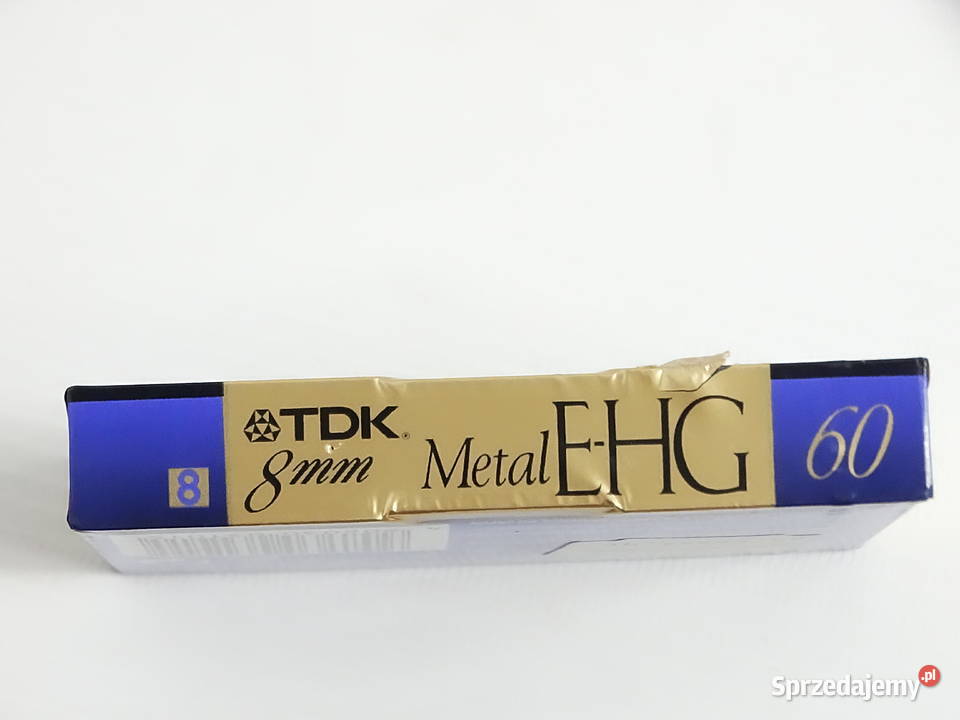 TDK.
8mm
Metal E-HG
60
8
Sprzedajemy.pl